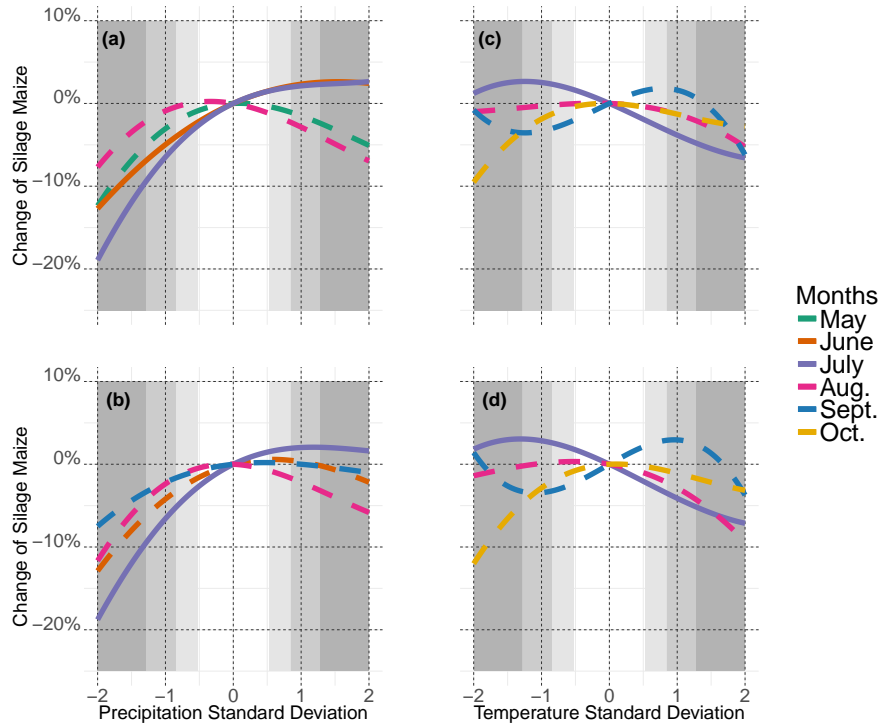 (a)
(c)
10%
0%
−10%
−20%
Change of Silage Maize
(b)
(d)
10%
0%
−10%
−20%
Change of Silage Maize
−2 −1 0 1 2
Precipitation Standard Deviation
−2 −1 0 1 2
Temperature Standard Deviation
Months
May
June
July
Aug.
Sept.
Oct.